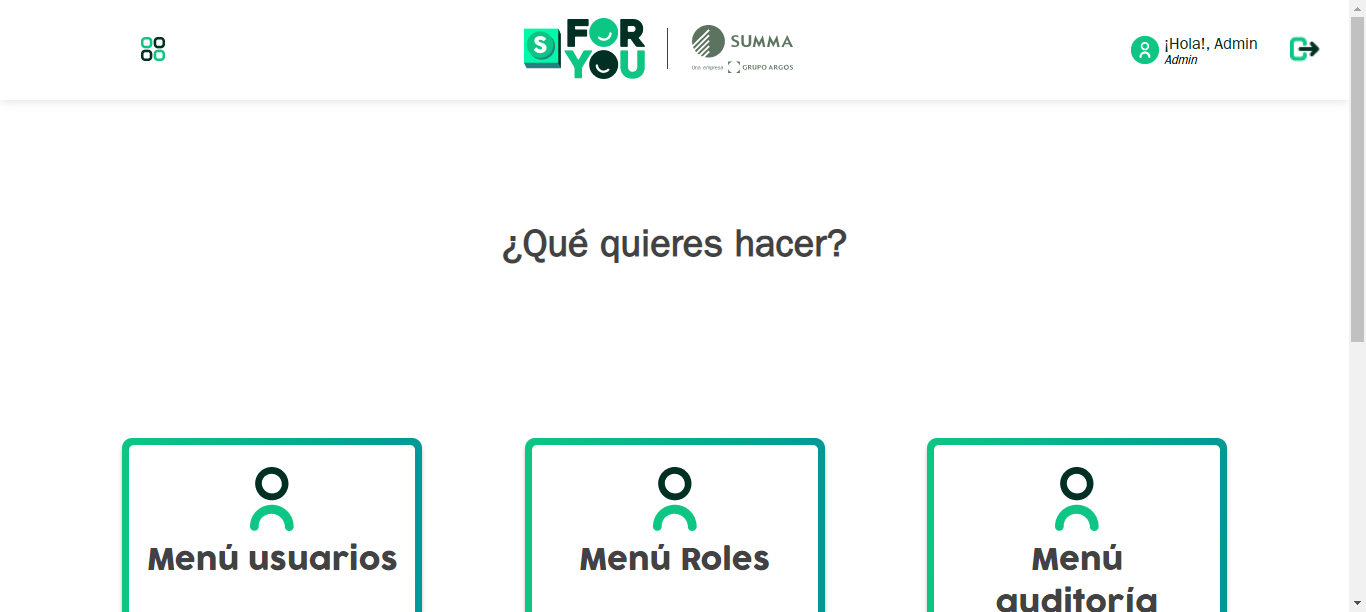 S FOR
YOU
SUMMA
Una empresa GRUPO ARGOS
¡Hola!, Admin
Admin
¿Qué quieres hacer?
Menú usuarios
Menú Roles
Menú
auditoría